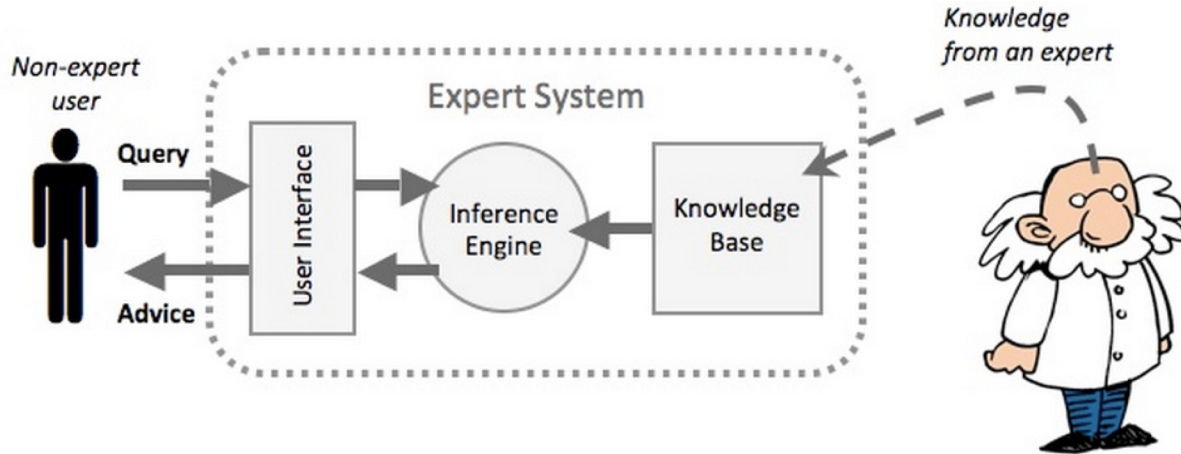 Knowledge
from an expert
Non-expert
user
Expert System
Query
User Interface
Inference
Engine
Knowledge
Base
Advice